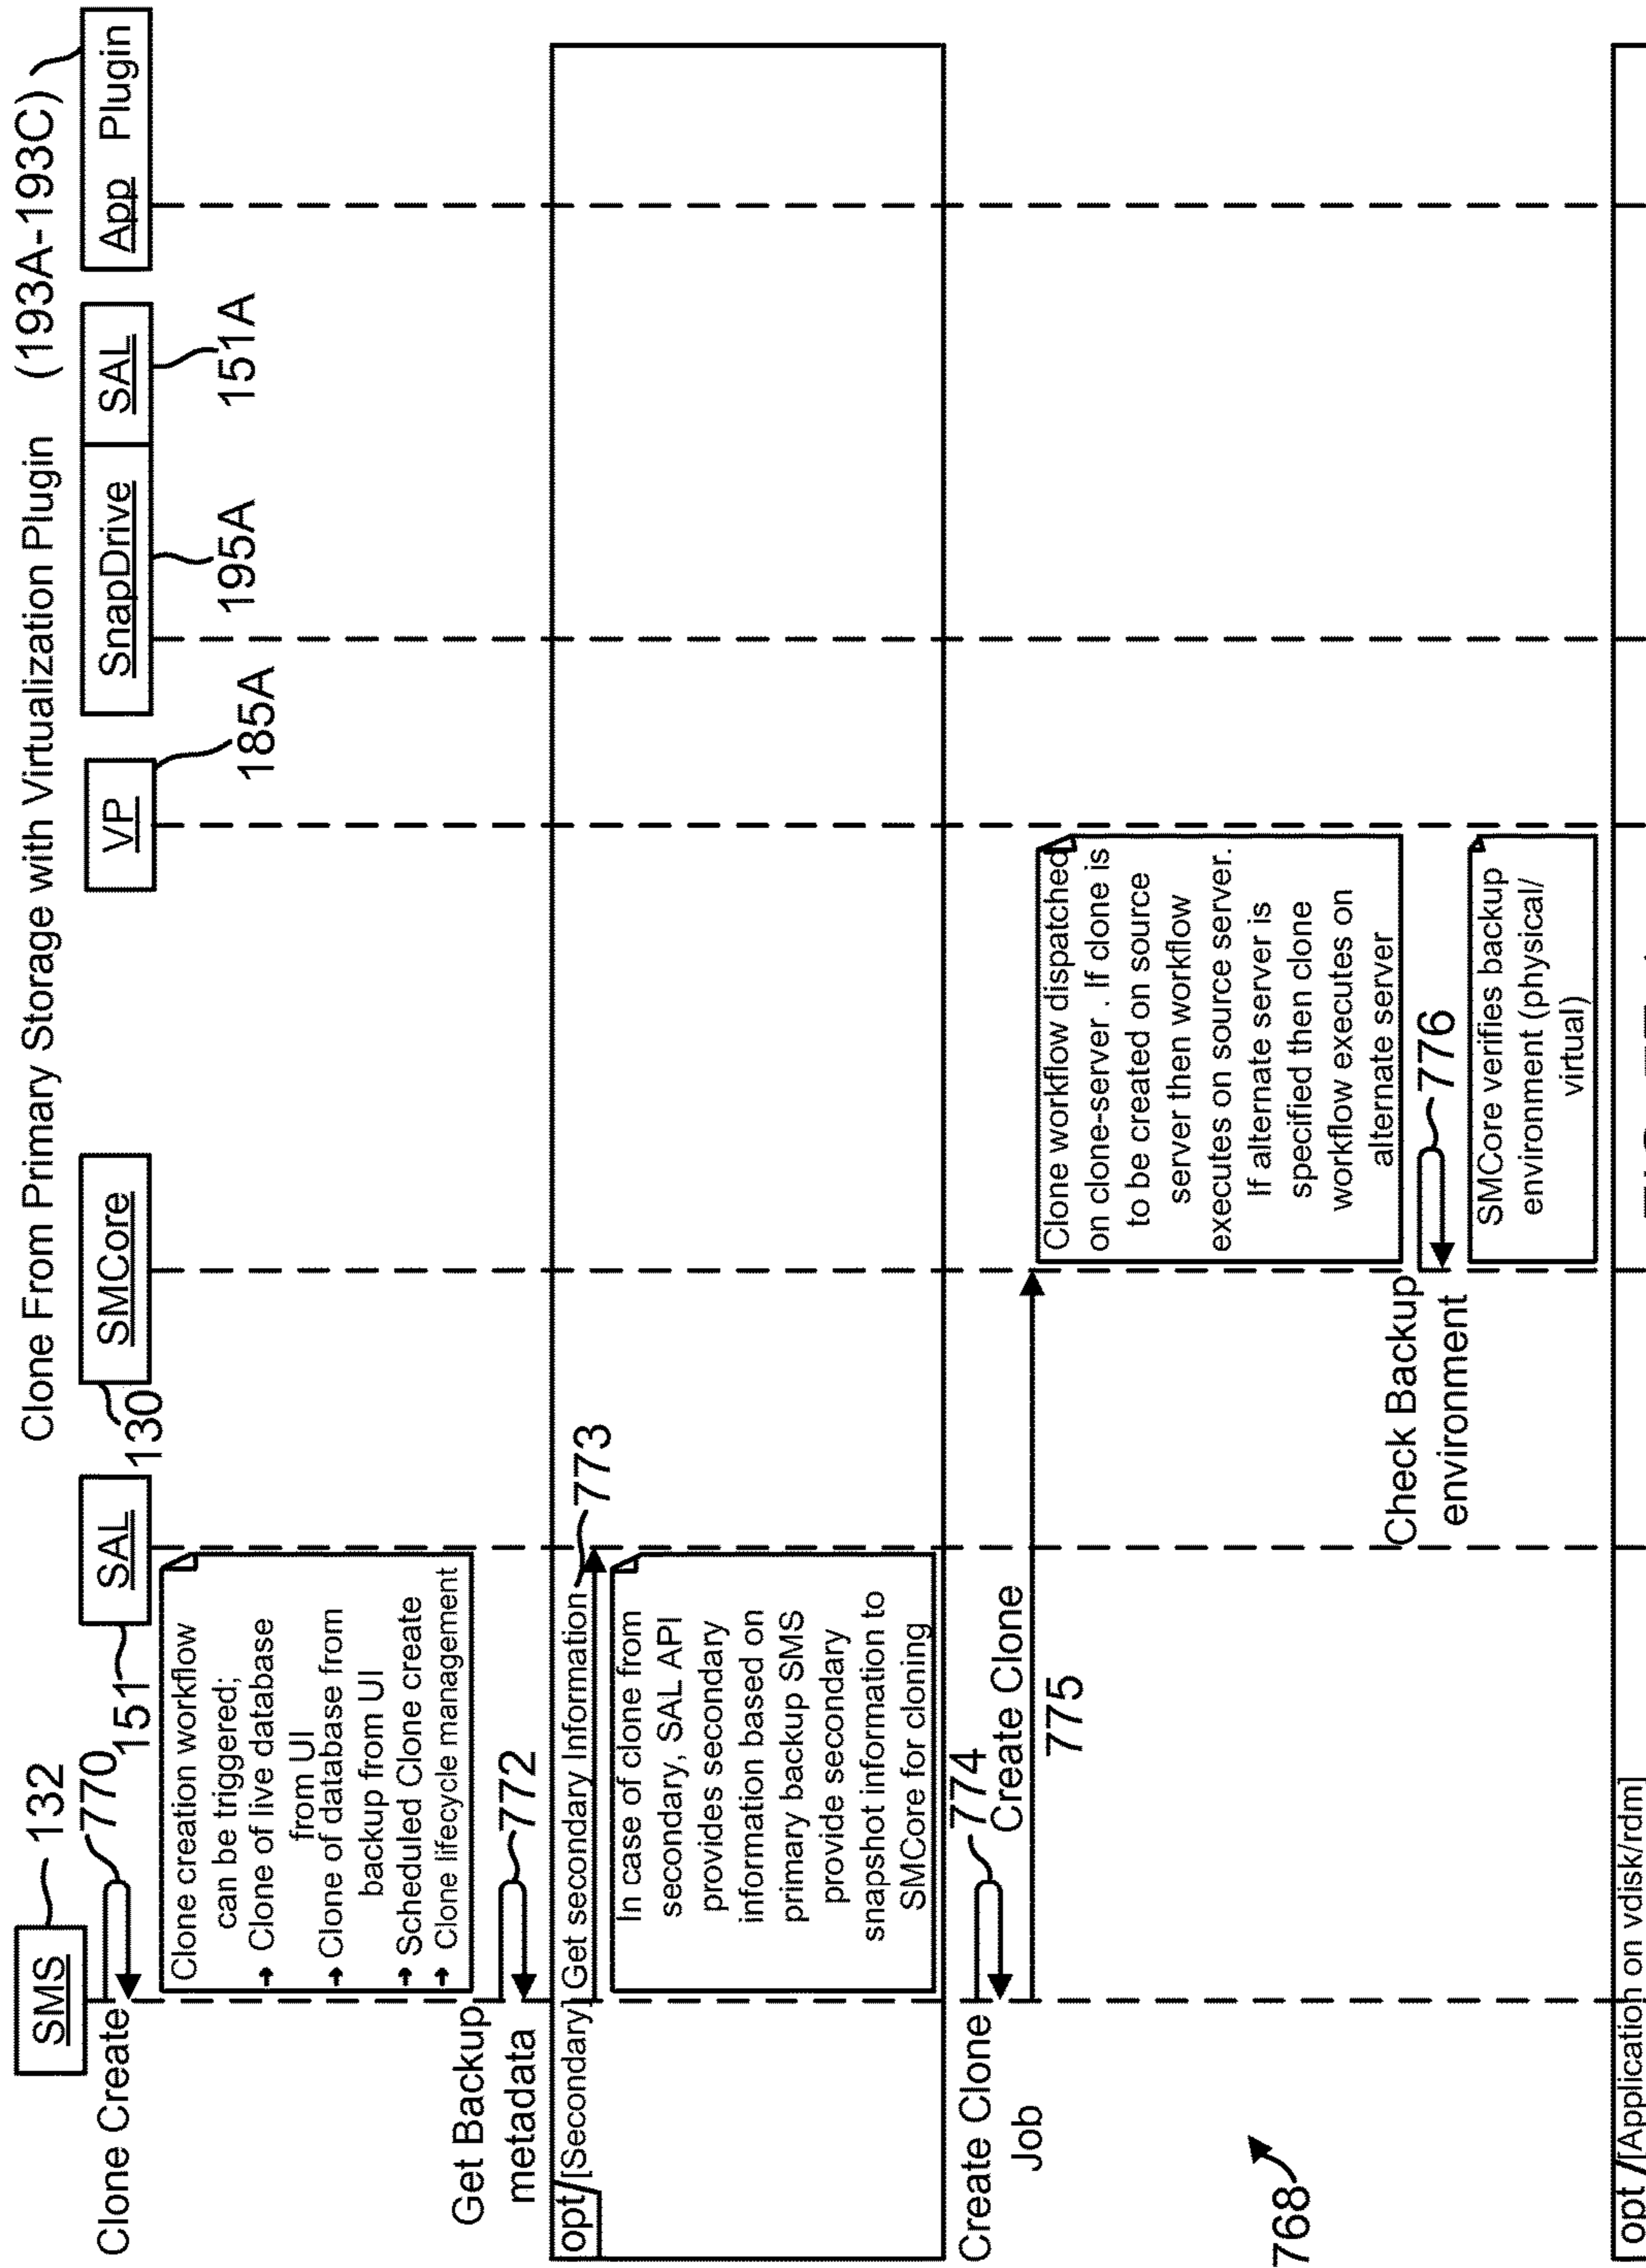 Clone From Primary Storage with Virtualization Plugin
(193A-193C)
SMS
132
SAL
151
SMCore
130
VP
185A
SnapDrive
195A
SAL
151A
App Plugin
Clone Create
770
Clone creation workflow
can be triggered;
→ Clone of live database
from UI
→ Clone of database from
backup from UI
→ Scheduled Clone create
→ Clone lifecycle management
Get Backup
metadata
772
opt
[Secondary]
Get secondary Information
773
In case of clone from
secondary, SAL API
provides secondary
information based on
primary backup SMS
provide secondary
snapshot information to
SMCore for cloning
Create Clone
Job
774
Create Clone
775
Clone workflow dispatched
on clone-server . If clone is
to be created on source
server then workflow
executes on source server.
If alternate server is
specified then clone
workflow executes on
alternate server
Check Backup
environment
776
SMCore verifies backup
environment (physical/
virtual)
768
opt
[Application on vdisk/rdm]